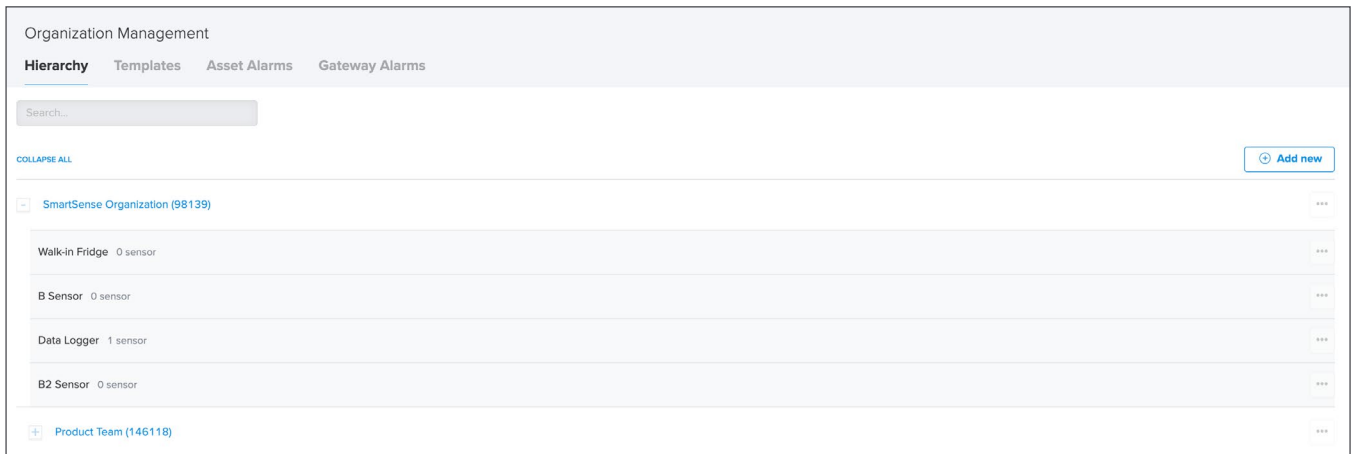 Organization Management
Hierarchy Templates Asset Alarms Gateway Alarms
Search...
COLLAPSE ALL
Add new
SmartSense Organization (98139)
Walk-in Fridge 0 sensor
B Sensor 0 sensor
Data Logger 1 sensor
B2 Sensor 0 sensor
Product Team (146118)